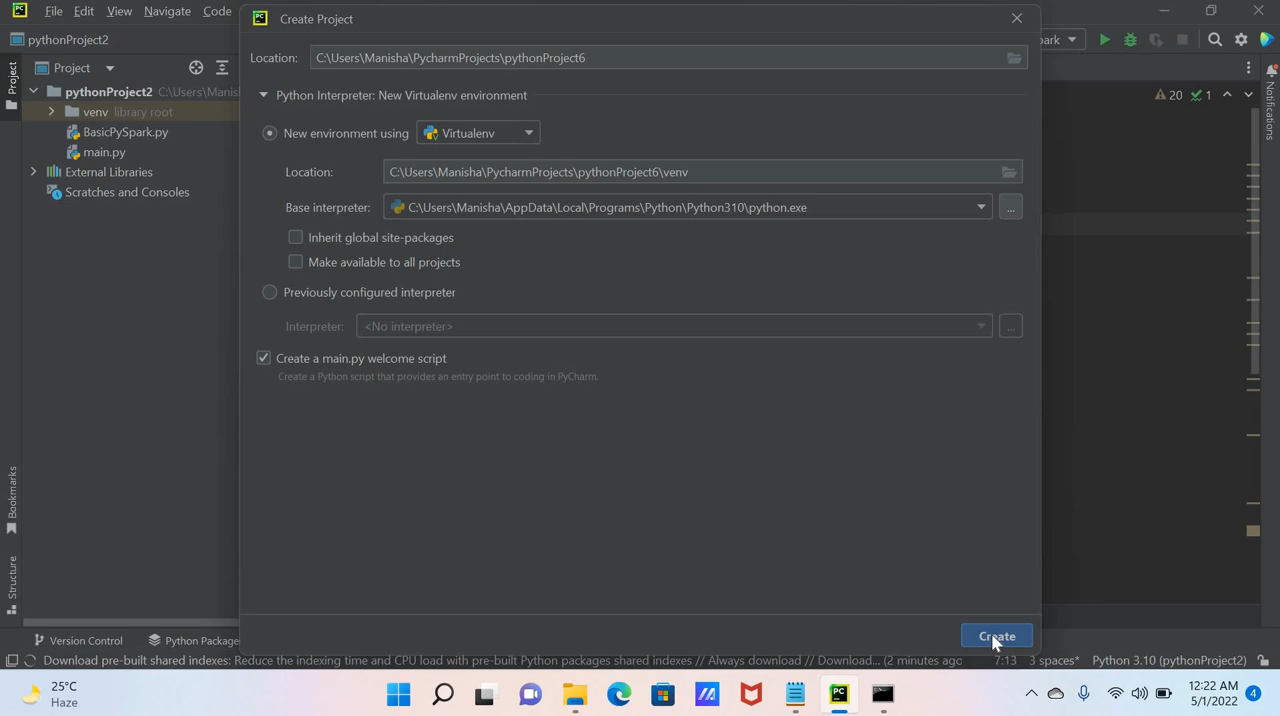 PC File Edit View Navigate Code
PC Create Project
pythonProject2
ark
Location: C:\Users\Manisha\PycharmProjects\pythonProject6
Project
Project
Python Interpreter: New Virtualenv environment
20 1
Notifications
pythonProject2 C:\Users\Manish
venv library root
BasicPySpark.py
main.py
External Libraries
Scratches and Consoles
New environment using Virtualenv
Location: C:\Users\Manisha\PycharmProjects\pythonProject6\venv
Base interpreter: C:\Users\Manisha\AppData\Local\Programs\Python\Python310\python.exe ...
Inherit global site-packages
Make available to all projects
Previously configured interpreter
Interpreter: <No interpreter> ...
Create a main.py welcome script
Create a Python script that provides an entry point to coding in PyCharm.
Bookmarks
Structure
Create
Version Control Python Package
Download pre-built shared indexes: Reduce the indexing time and CPU load with pre-built Python packages shared indexes // Always download // Download... (2 minutes ago 7:13 3 spaces* Python 3.10 (pythonProject2)
25°C
Haze
PC
12:22 AM
5/1/2022
4